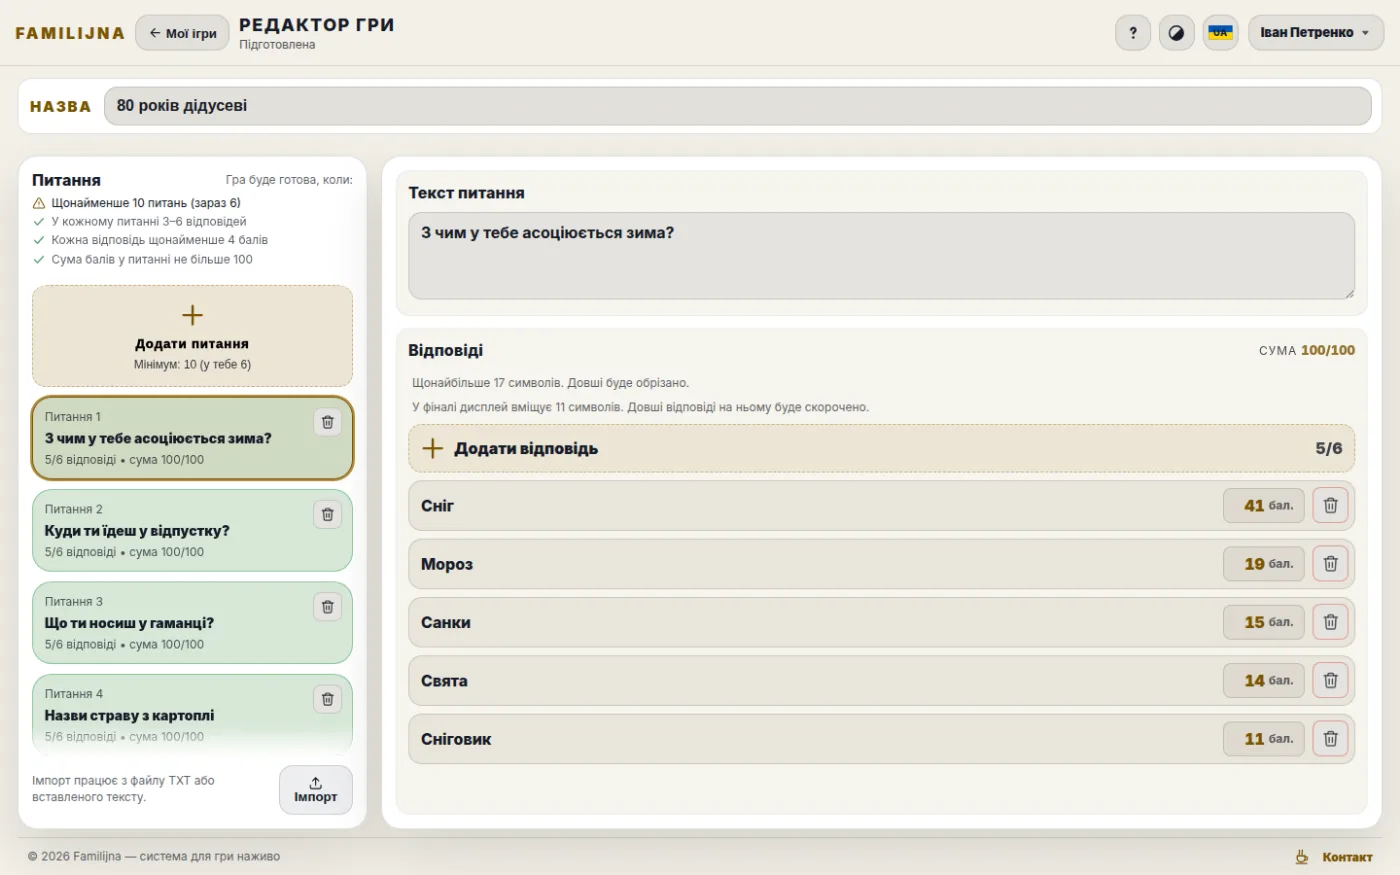 FAMILIJNA
← Мої ігри
РЕДАКТОР ГРИ
Підготовлена
?
UA
Іван Петренко
НАЗВА
80 років дідусеві
Питання
Гра буде готова, коли:
Щонайменше 10 питань (зараз 6)
У кожному питанні 3–6 відповідей
Кожна відповідь щонайменше 4 балів
Сума балів у питанні не більше 100
Додати питання
Мінімум: 10 (у тебе 6)
Питання 1
З чим у тебе асоціюється зима?
5/6 відповіді • сума 100/100
Питання 2
Куди ти їдеш у відпустку?
5/6 відповіді • сума 100/100
Питання 3
Що ти носиш у гаманці?
5/6 відповіді • сума 100/100
Питання 4
Назви страву з картоплі
5/6 відповіді • сума 100/100
Імпорт працює з файлу TXT або
вставленого тексту.
Імпорт
Текст питання
З чим у тебе асоціюється зима?
Відповіді
СУМА 100/100
Щонайбільше 17 символів. Довші буде обрізано.
У фіналі дисплей вміщує 11 символів. Довші відповіді на ньому буде скорочено.
Додати відповідь
5/6
Сніг
41 бал.
Мороз
19 бал.
Санки
15 бал.
Свята
14 бал.
Сніговик
11 бал.
© 2026 Familijna — система для гри наживо
Контакт